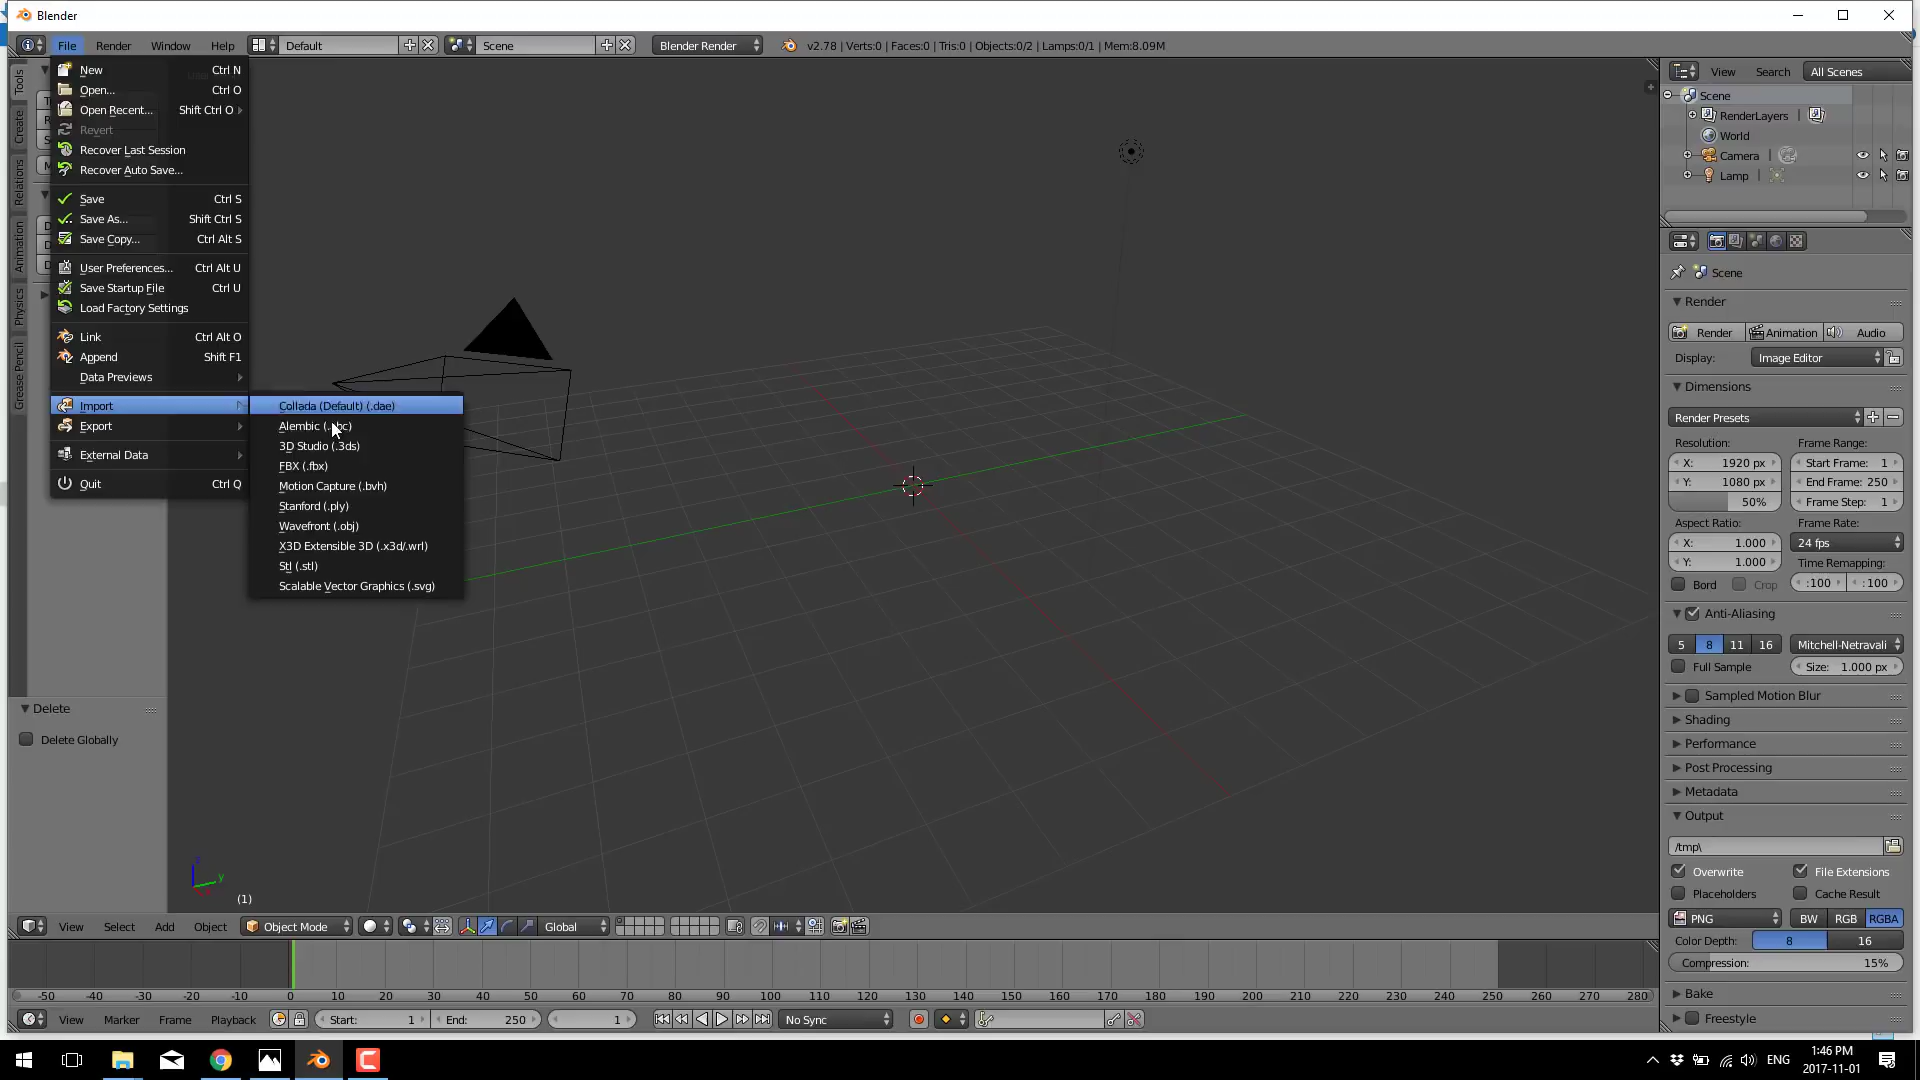 Blender
File Render Window Help Default Scene Blender Render v2.78 | Verts:0 | Faces:0 | Tris:0 | Objects:0/2 | Lamps:0/1 | Mem:8.09M
New Ctrl N
Open... Ctrl O
Open Recent... Shift Ctrl O
Revert
Recover Last Session
Recover Auto Save...
Save Ctrl S
Save As... Shift Ctrl S
Save Copy... Ctrl Alt S
User Preferences... Ctrl Alt U
Save Startup File Ctrl U
Load Factory Settings
Link Ctrl Alt O
Append Shift F1
Data Previews
Import
Export
External Data
Quit Ctrl Q
Collada (Default) (.dae)
Alembic
3D Studio (.3ds)
FBX (.fbx)
Motion Capture (.bvh)
Stanford (.ply)
Wavefront (.obj)
X3D Extensible 3D (.x3d/.wrl)
Stl (.stl)
Scalable Vector Graphics (.svg)
Tools
Create
Relations
Animation
Physics
Grease Pencil
Delete
Delete Globally
y
(1)
View Select Add Object Object Mode Global
-50 -40 -30 -20 -10 0 10 20 30 40 50 60 70 80 90 100 110 120 130 140 150 160 170 180 190 200 210 220 230 240 250 260 270 280
View Marker Frame Playback Start: 1 End: 250 1 No Sync
View Search All Scenes
Scene
RenderLayers |
World
Camera |
Lamp |
Scene
Render
Render Animation Audio
Display: Image Editor
Dimensions
Render Presets
Resolution: Frame Range:
X: 1920 px Start Frame: 1
Y: 1080 px End Frame: 250
50% Frame Step: 1
Aspect Ratio: Frame Rate:
X: 1.000 24 fps
Y: 1.000 Time Remapping:
Bord Crop :100 :100
Anti-Aliasing
5 8 11 16 Mitchell-Netravali
Full Sample Size: 1.000 px
Sampled Motion Blur
Shading
Performance
Post Processing
Metadata
Output
/tmp\
Overwrite File Extensions
Placeholders Cache Result
PNG BW RGB RGBA
Color Depth: 8 16
Compression: 15%
Bake
Freestyle
ENG 1:46 PM
2017-11-01